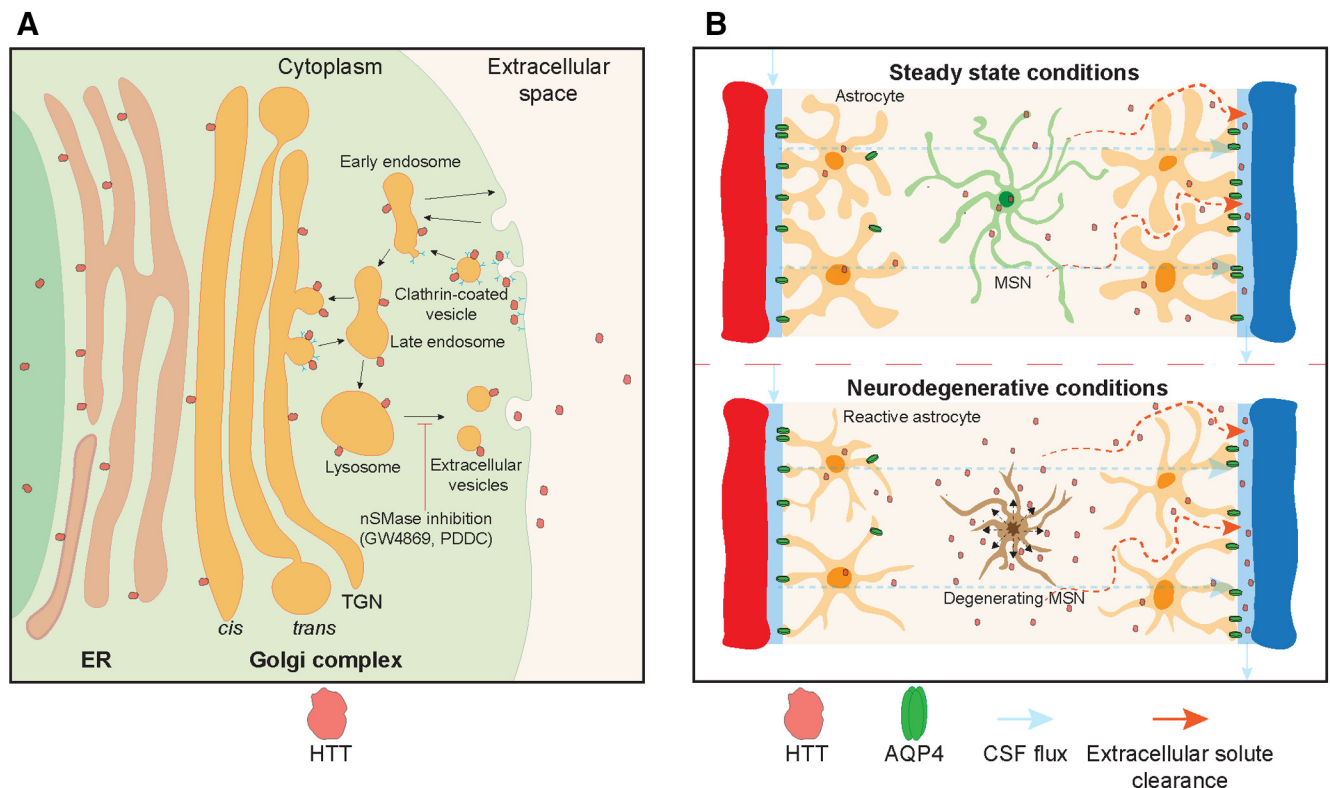 A
Cytoplasm
Extracellular
space
Early endosome
Clathrin-coated
vesicle
Late endosome
Lysosome
Extracellular
vesicles
nSMase inhibition
(GW4869, PDDC)
TGN
cis
trans
ER
Golgi complex
HTT
B
Steady state conditions
Astrocyte
MSN
Neurodegenerative conditions
Reactive astrocyte
Degenerating MSN
HTT
AQP4
CSF flux
Extracellular solute
clearance